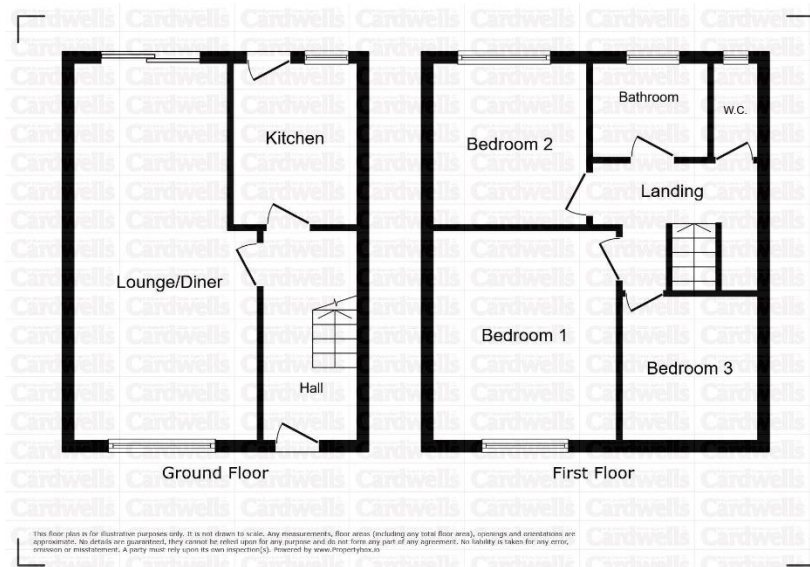 Cardwells
Bathroom
W.C.
Kitchen
Bedroom 2
Landing
Lounge/Diner
Bedroom 1
Bedroom 3
Hall
Ground Floor
First Floor
This floor plan is for illustrative purposes only. It is not drawn to scale. Any measurements, floor areas (including any total floor area), openings and orientations are
approximate. No details are guaranteed, they cannot be relied upon for any purpose and do not form any part of any agreement. No liability is taken for any error,
omission or misstatement. A party must rely upon its own inspection(s). Powered by www.Propertybox.io